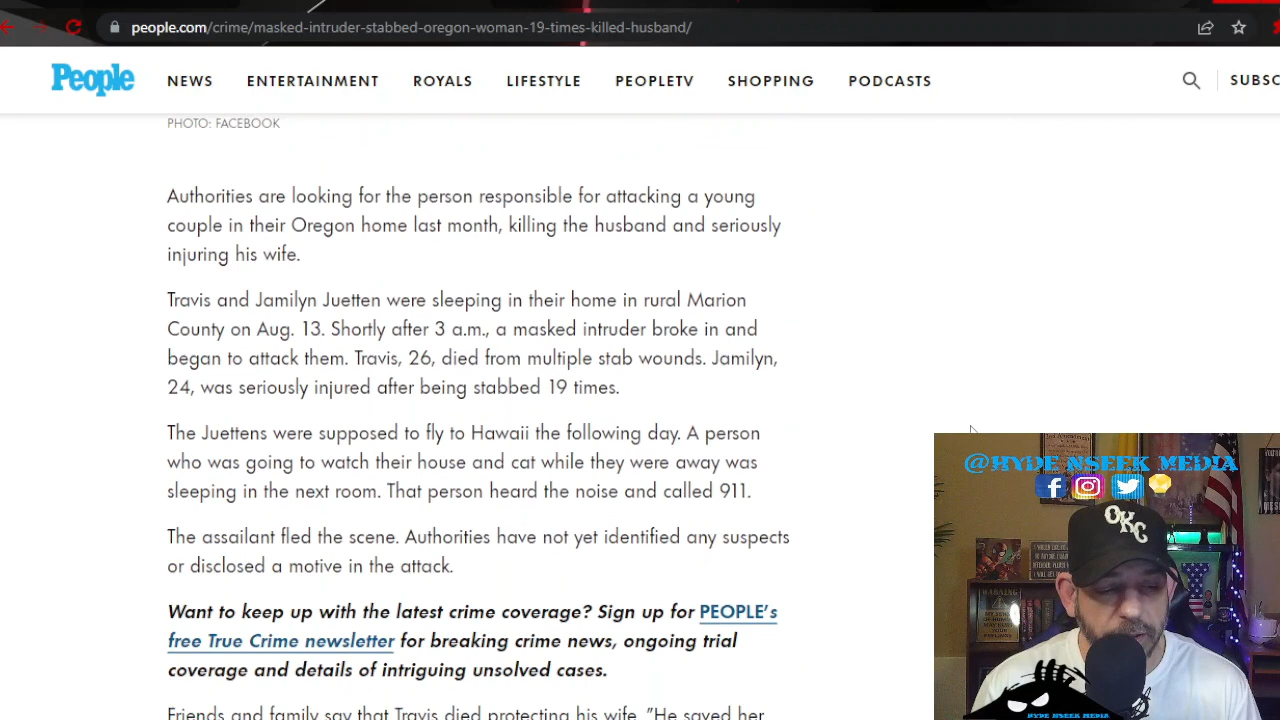 people.com/crime/masked-intruder-stabbed-oregon-woman-19-times-killed-husband/
People NEWS ENTERTAINMENT ROYALS LIFESTYLE PEOPLETV SHOPPING PODCASTS SUBSC
PHOTO: FACEBOOK
Authorities are looking for the person responsible for attacking a young
couple in their Oregon home last month, killing the husband and seriously
injuring his wife.
Travis and Jamilyn Juetten were sleeping in their home in rural Marion
County on Aug. 13. Shortly after 3 a.m., a masked intruder broke in and
began to attack them. Travis, 26, died from multiple stab wounds. Jamilyn,
24, was seriously injured after being stabbed 19 times.
The Juettens were supposed to fly to Hawaii the following day. A person
who was going to watch their house and cat while they were away was
sleeping in the next room. That person heard the noise and called 911.
The assailant fled the scene. Authorities have not yet identified any suspects
or disclosed a motive in the attack.
Want to keep up with the latest crime coverage? Sign up for PEOPLE's
free True Crime newsletter for breaking crime news, ongoing trial
coverage and details of intriguing unsolved cases.
Friends and family say that Travis died protecting his wife. "He saved her
@HYDE NSEEK MEDIA
OKC
WARNING
HYDE NSEEK MEDIA